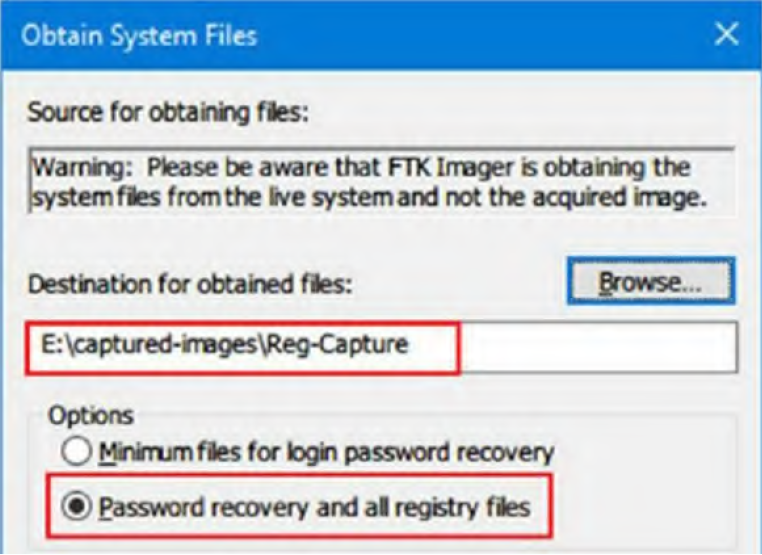 Obtain System Files
Source for obtaining files:
Warning: Please be aware that FTK Imager is obtaining the
system files from the live system and not the acquired image.
Destination for obtained files:
Browse...
E:\captured-images\Reg-Capture
Options
Minimum files for login password recovery
Password recovery and all registry files